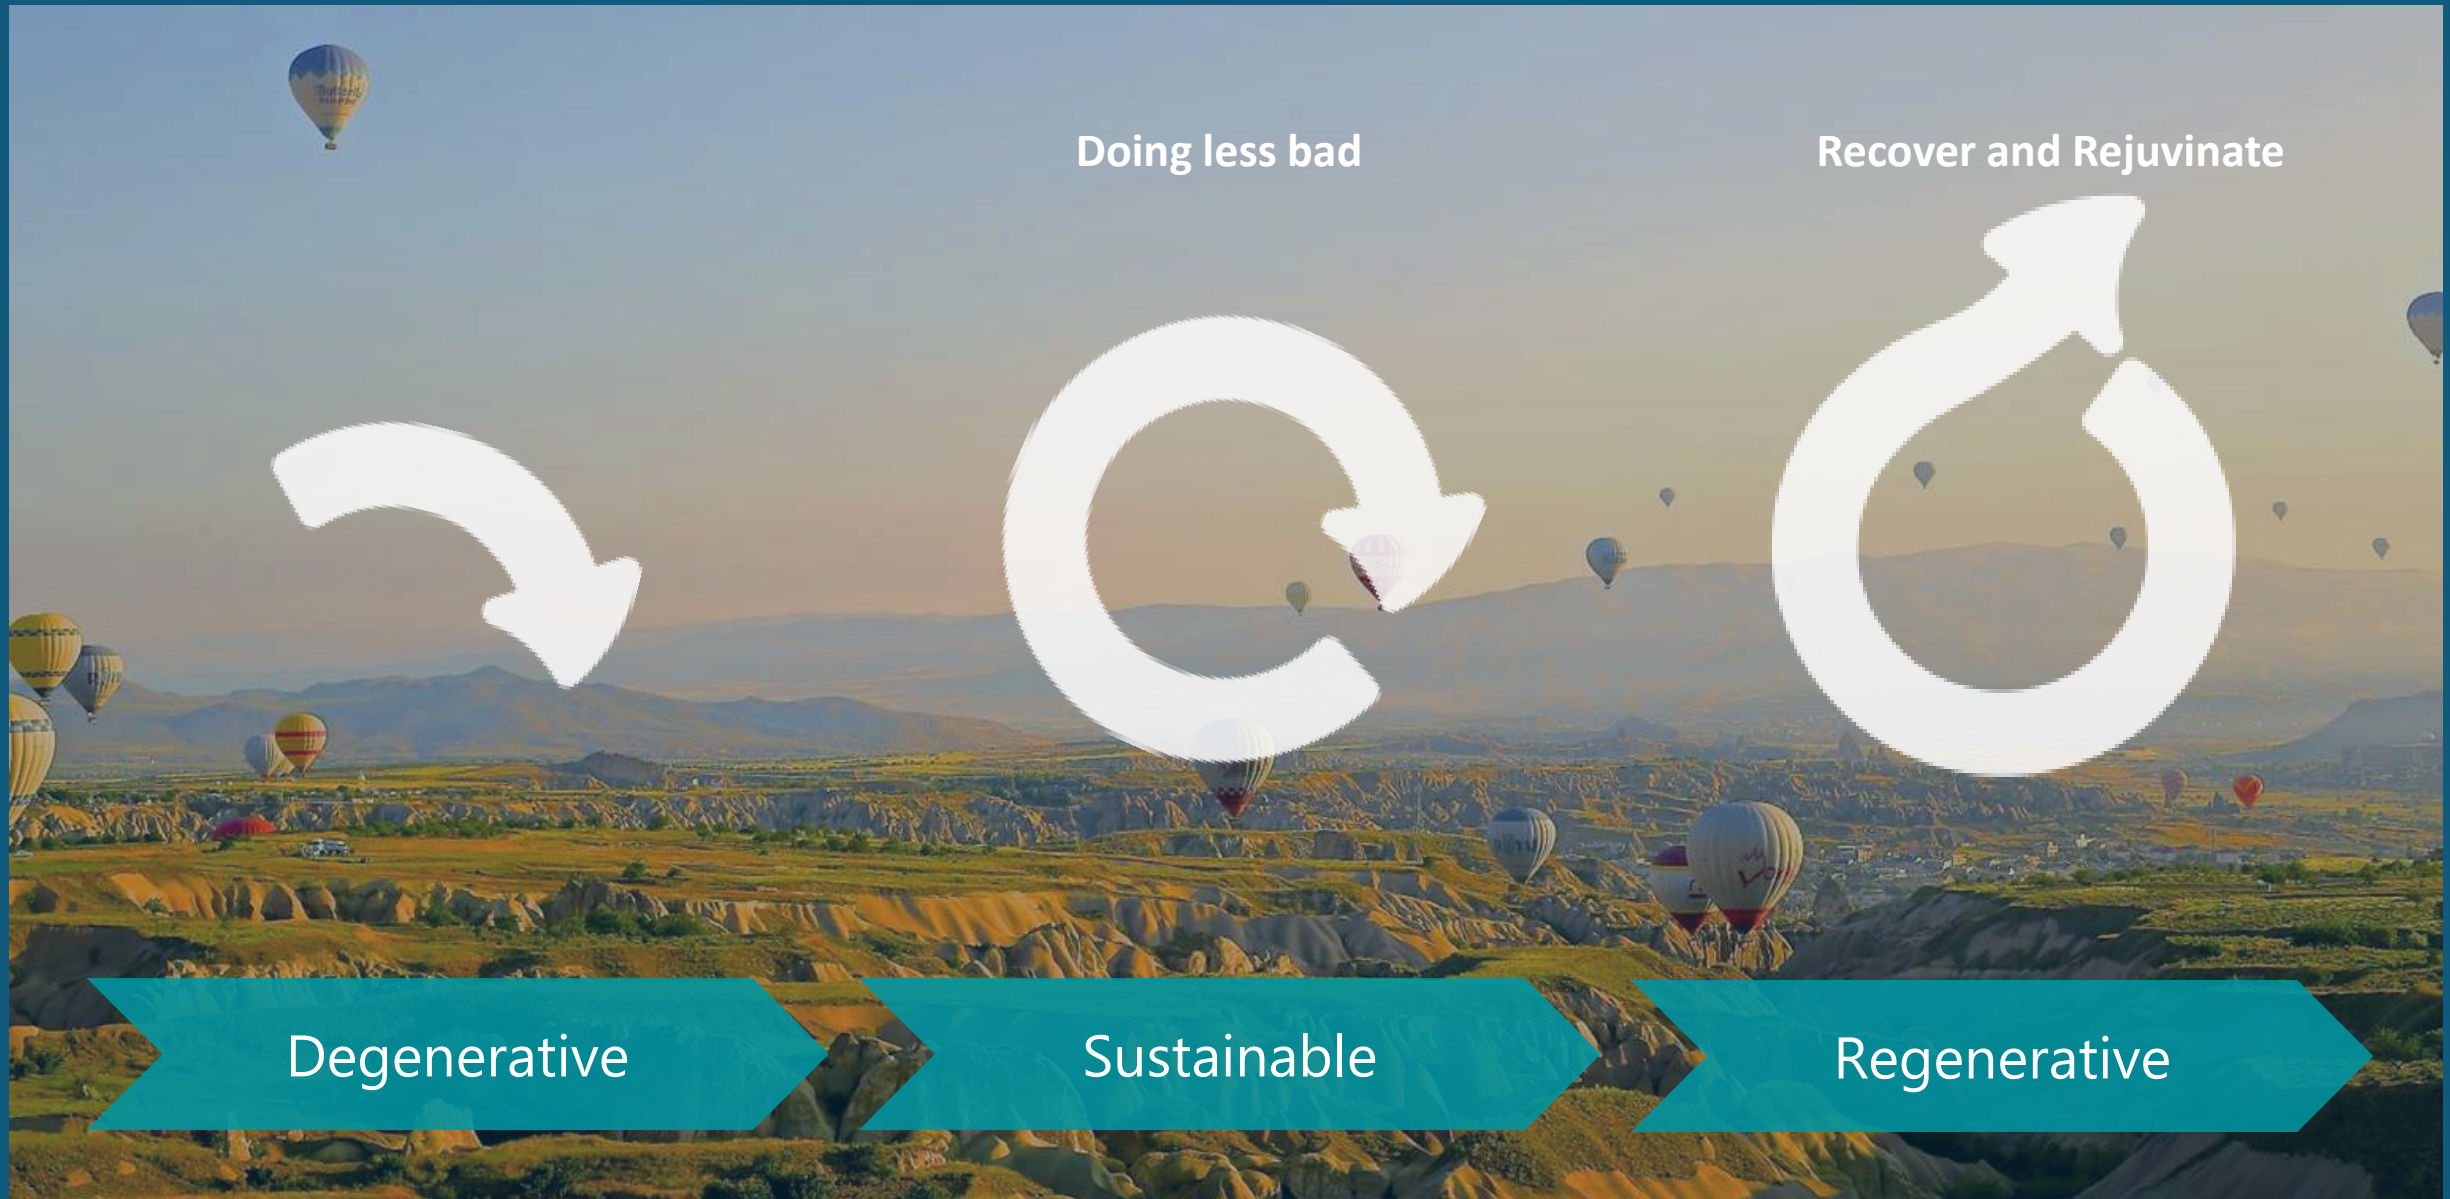 Doing less bad
Recover and Rejuvinate
Degenerative
Sustainable
Regenerative